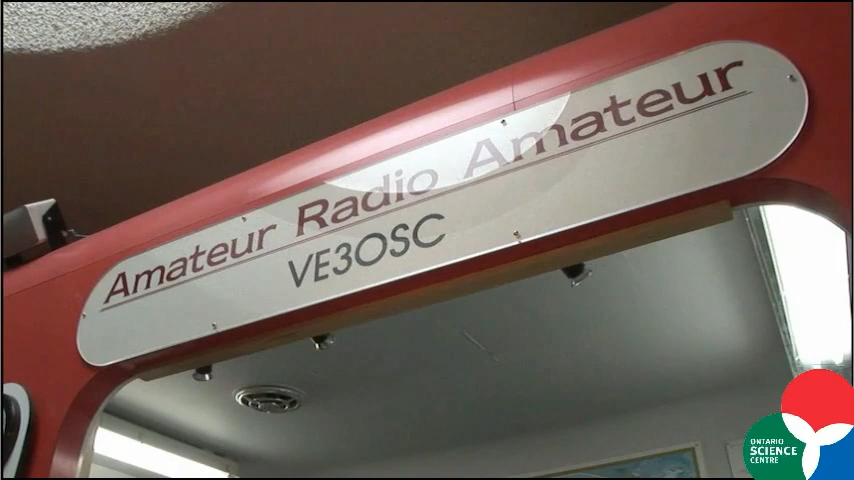 Amateur Radio Amateur
VE3OSC
ONTARIO
SCIENCE
CENTRE